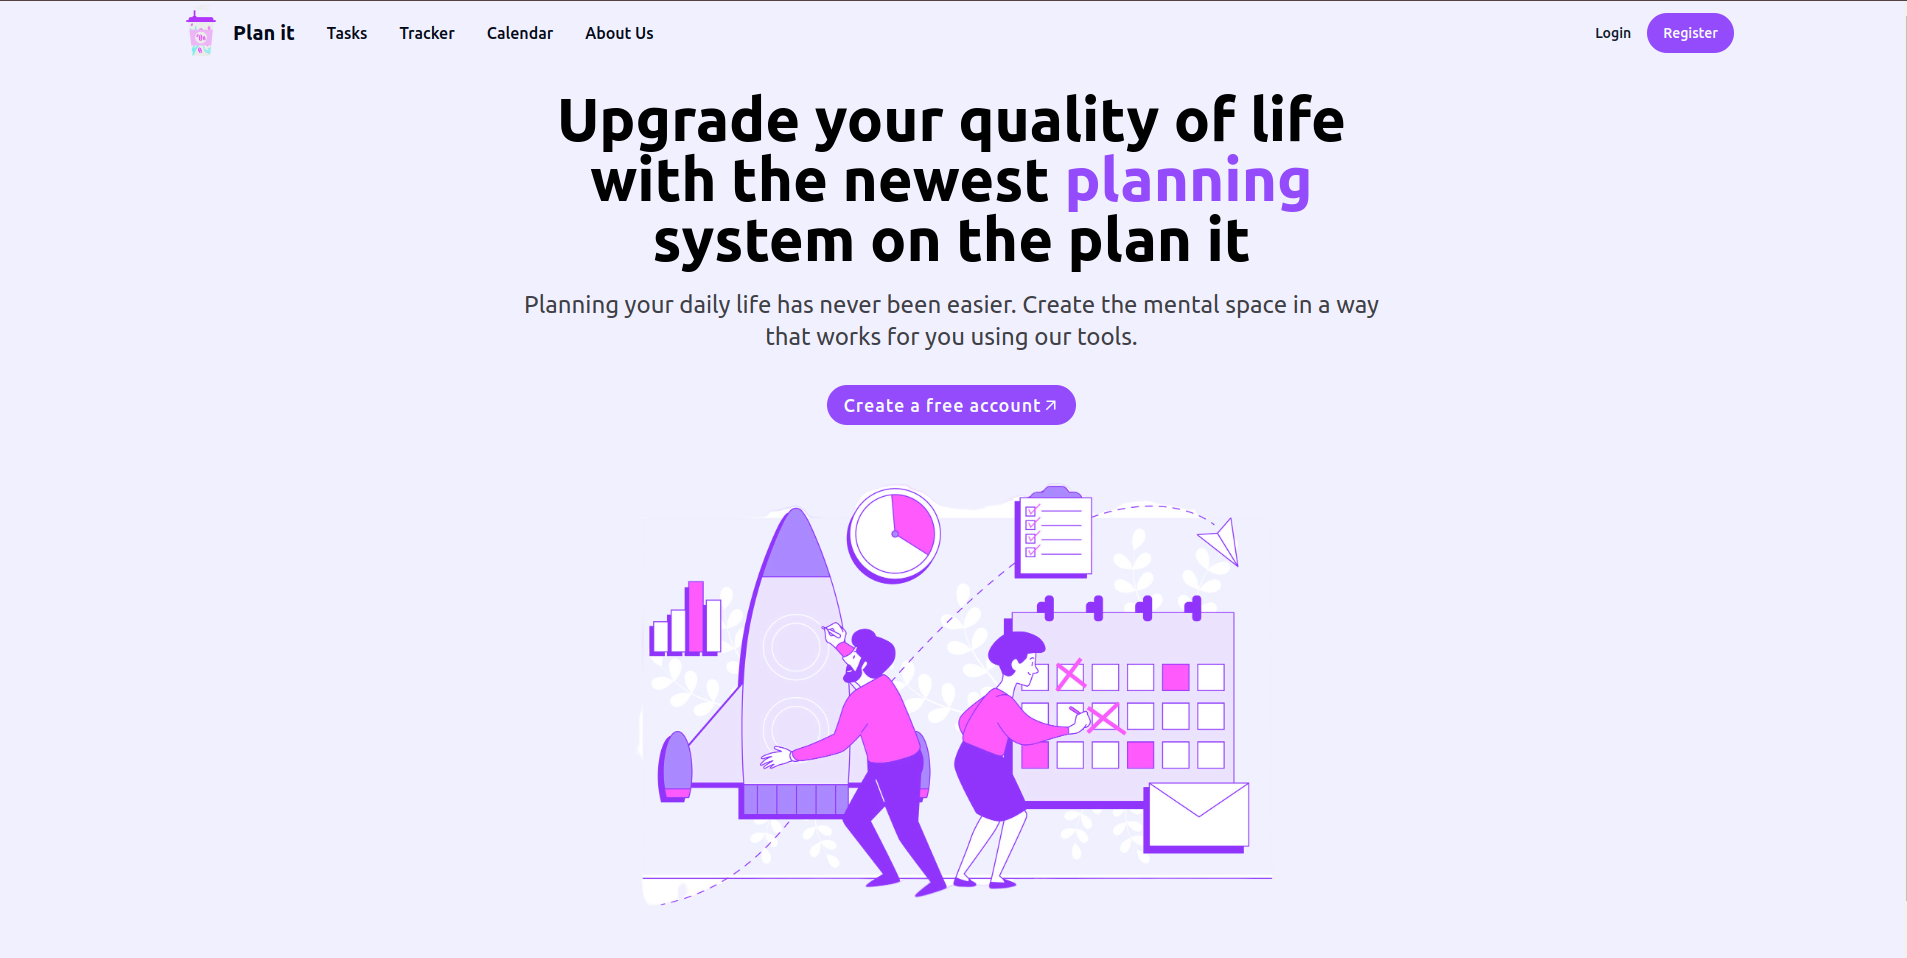 Plan it
Tasks
Tracker
Calendar
About Us
Login
Register
Upgrade your quality of life
with the newest planning
system on the plan it
Planning your daily life has never been easier. Create the mental space in a way
that works for you using our tools.
Create a free account